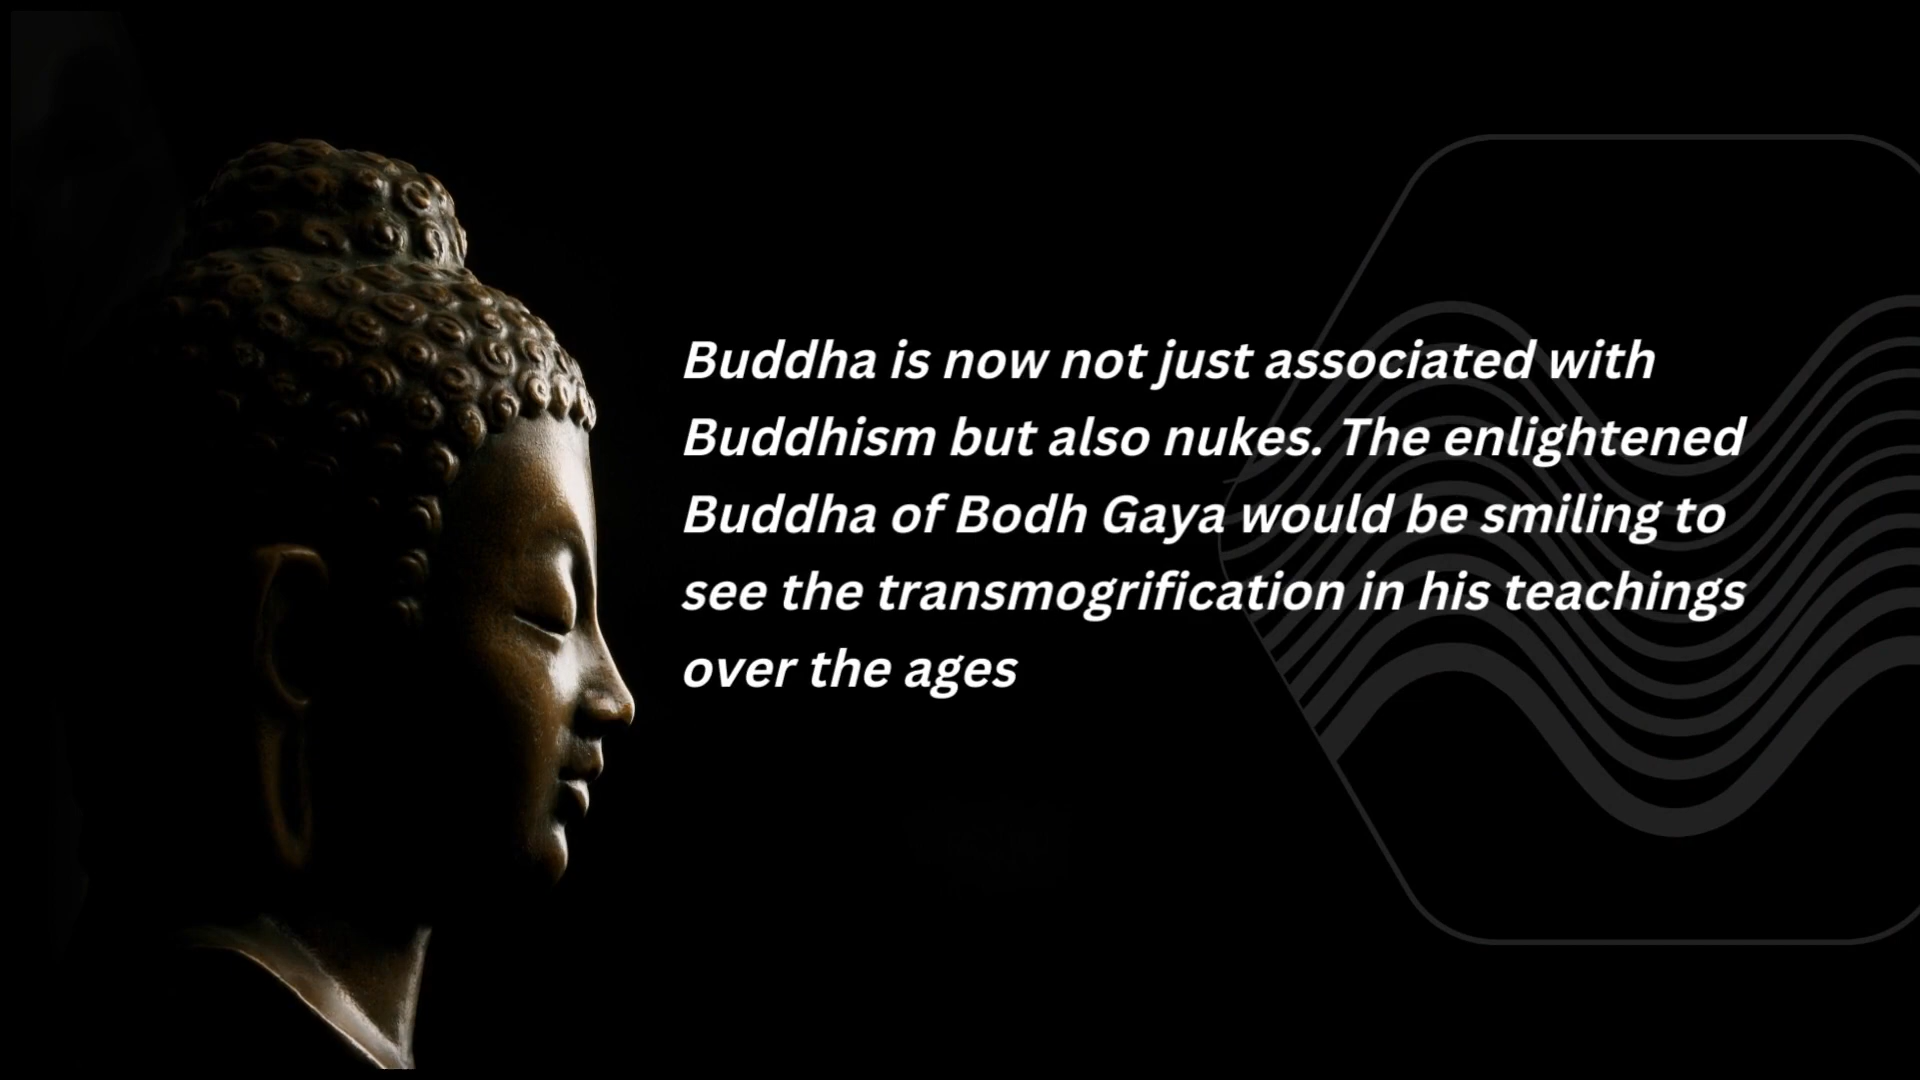 Buddha is now not just associated with
Buddhism but also nukes. The enlightened
Buddha of Bodh Gaya would be smiling to
see the transmogrification in his teachings
over the ages